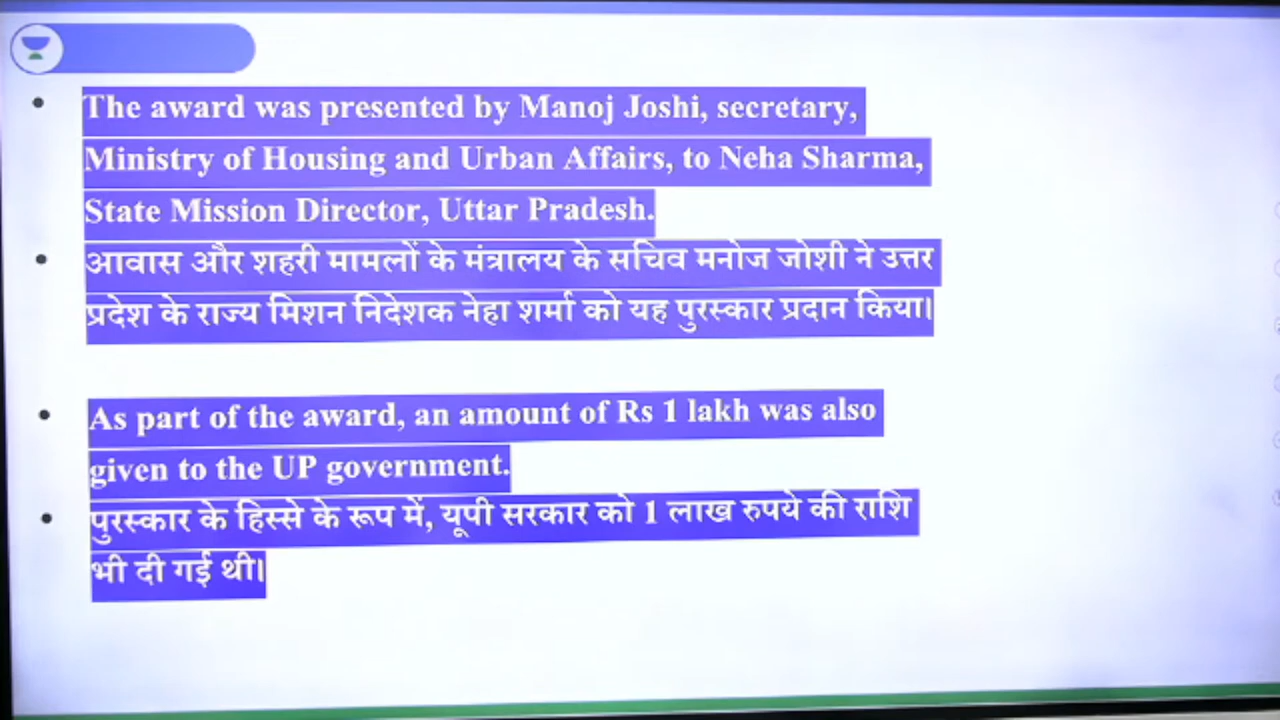 The award was presented by Manoj Joshi, secretary,
Ministry of Housing and Urban Affairs, to Neha Sharma,
State Mission Director, Uttar Pradesh.
आवास और शहरी मामलों के मंत्रालय के सचिव मनोज जोशी ने उत्तर
प्रदेश के राज्य मिशन निदेशक नेहा शर्मा को यह पुरस्कार प्रदान किया।
As part of the award, an amount of Rs 1 lakh was also
given to the UP government.
पुरस्कार के हिस्से के रूप में, यूपी सरकार को 1 लाख रुपये की राशि
भी दी गई थी।